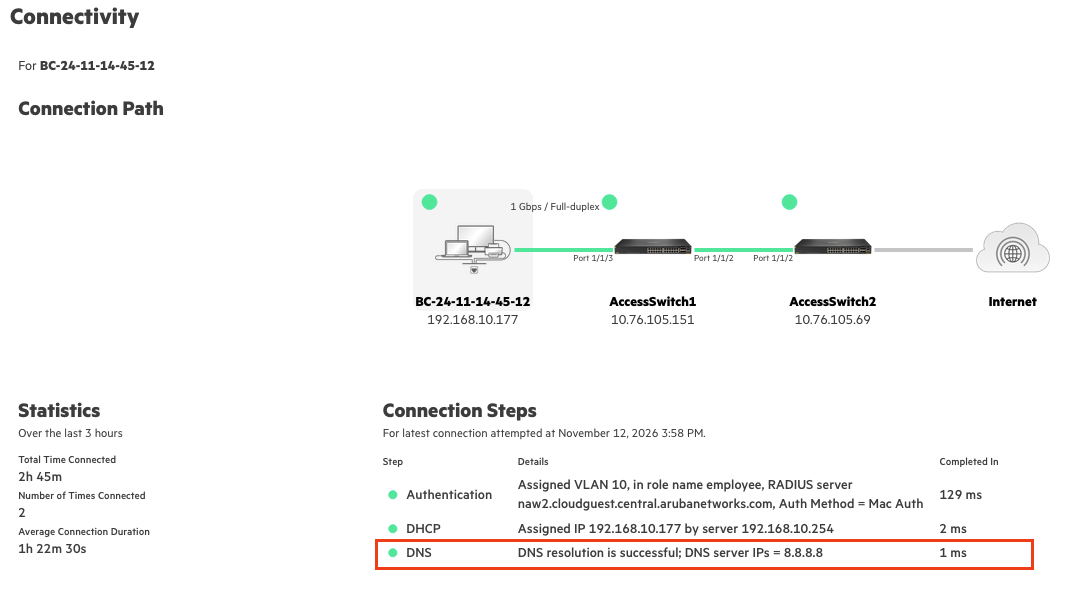 Connectivity
For BC-24-11-14-45-12
Connection Path
1 Gbps / Full-duplex
Port 1/1/3
Port 1/1/2
Port 1/1/2
BC-24-11-14-45-12
AccessSwitch1
AccessSwitch2
Internet
192.168.10.177
10.76.105.151
10.76.105.69
Statistics
Over the last 3 hours
Total Time Connected
2h 45m
Number of Times Connected
2
Average Connection Duration
1h 22m 30s
Connection Steps
For latest connection attempted at November 12, 2026 3:58 PM.
Step Details Completed In
Authentication Assigned VLAN 10, in role name employee, RADIUS server
naw2.cloudguest.central.arubanetworks.com, Auth Method = Mac Auth 129 ms
DHCP Assigned IP 192.168.10.177 by server 192.168.10.254 2 ms
DNS DNS resolution is successful; DNS server IPs = 8.8.8.8 1 ms